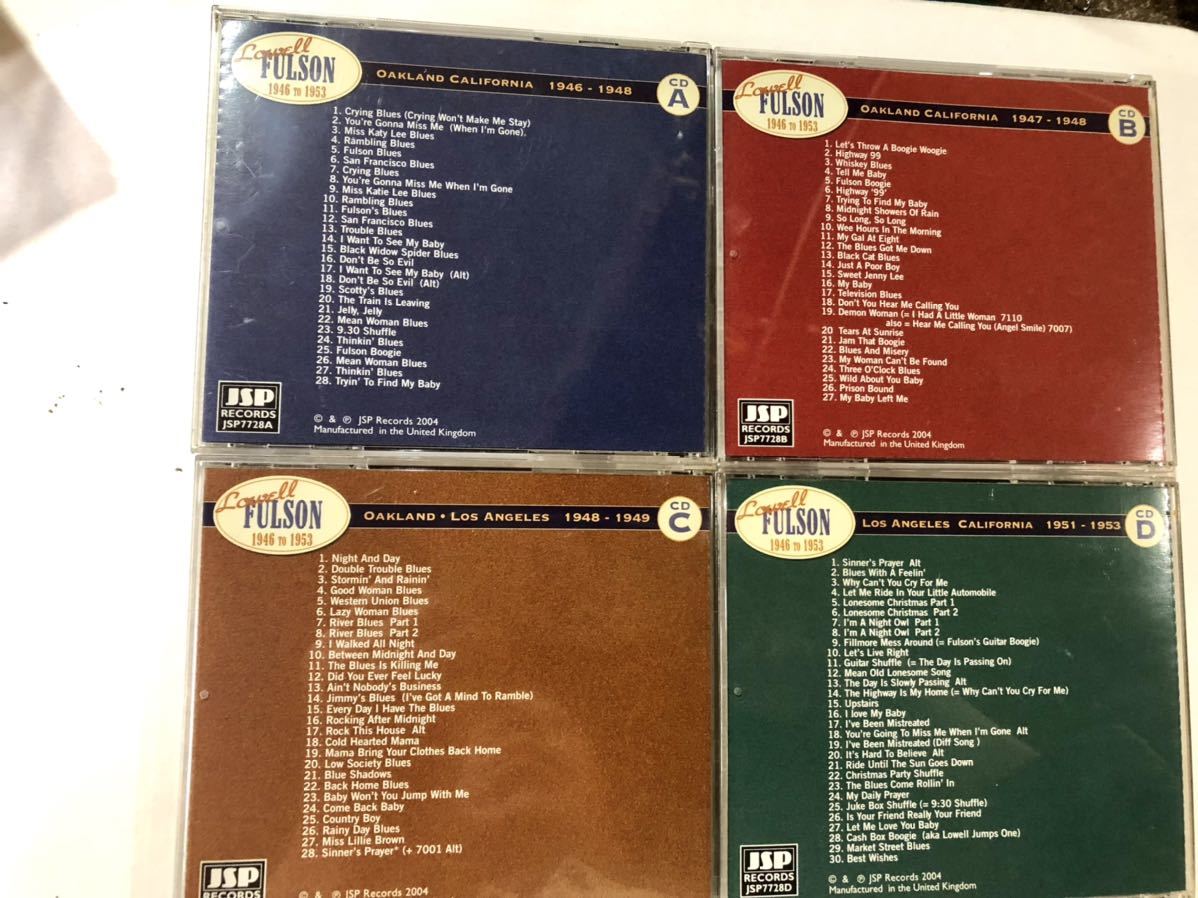 Lowell
FULSON
1946 TO 1953
OAKLAND CALIFORNIA 1946 - 1948
CD
A
1. Crying Blues (Crying Won't Make Me Stay)
2. You're Gonna Miss Me (When I'm Gone).
3. Miss Katy Lee Blues
4. Rambling Blues
5. Fulson Blues
6. San Francisco Blues
7. Crying Blues
8. You're Gonna Miss Me When I'm Gone
9. Miss Katie Lee Blues
10. Rambling Blues
11. Fulson's Blues
12. San Francisco Blues
13. Trouble Blues
14. I Want To See My Baby
15. Black Widow Spider Blues
16. Don't Be So Evil
17. I Want To See My Baby (Alt)
18. Don't Be So Evil (Alt)
19. Scotty's Blues
20. The Train Is Leaving
21. Jelly, Jelly
22. Mean Woman Blues
23. 9.30 Shuffle
24. Thinkin' Blues
25. Fulson Boogie
26. Mean Woman Blues
27. Thinkin' Blues
28. Tryin' To Find My Baby
JSP
RECORDS
JSP7728A
© & ℗ JSP Records 2004
Manufactured in the United Kingdom
Lowell
FULSON
1946 TO 1953
OAKLAND CALIFORNIA 1947 - 1948
CD
B
1. Let's Throw A Boogie Woogie
2. Highway 99
3. Whiskey Blues
4. Tell Me Baby
5. Fulson Boogie
6. Highway '99'
7. Trying To Find My Baby
8. Midnight Showers Of Rain
9. So Long, So Long
10. Wee Hours In The Morning
11. My Gal At Eight
12. The Blues Got Me Down
13. Black Cat Blues
14. Just A Poor Boy
15. Sweet Jenny Lee
16. My Baby
17. Television Blues
18. Don't You Hear Me Calling You
19. Demon Woman (= I Had A Little Woman 7110
also = Hear Me Calling You (Angel Smile) 7007)
20 Tears At Sunrise
21. Jam That Boogie
22. Blues And Misery
23. My Woman Can't Be Found
24. Three O'Clock Blues
25. Wild About You Baby
26. Prison Bound
27. My Baby Left Me
JSP
RECORDS
JSP7728B
© & ℗ JSP Records 2004
Manufactured in the United Kingdom
Lowell
FULSON
1946 TO 1953
OAKLAND • LOS ANGELES 1948 - 1949
CD
C
1. Night And Day
2. Double Trouble Blues
3. Stormin' And Rainin'
4. Good Woman Blues
5. Western Union Blues
6. Lazy Woman Blues
7. River Blues Part 1
8. River Blues Part 2
9. I Walked All Night
10. Between Midnight And Day
11. The Blues Is Killing Me
12. Did You Ever Feel Lucky
13. Ain't Nobody's Business
14. Jimmy's Blues (I've Got A Mind To Ramble)
15. Every Day I Have The Blues
16. Rocking After Midnight
17. Rock This House Alt
18. Cold Hearted Mama
19. Mama Bring Your Clothes Back Home
20. Low Society Blues
21. Blue Shadows
22. Back Home Blues
23. Baby Won't You Jump With Me
24. Come Back Baby
25. Country Boy
26. Rainy Day Blues
27. Miss Lillie Brown
28. Sinner's Prayer* (+ 7001 Alt)
JSP
RECORDS
© & ℗ JSP Records 2004
Lowell
FULSON
1946 TO 1953
LOS ANGELES CALIFORNIA 1951 - 1953
CD
D
1. Sinner's Prayer Alt
2. Blues With A Feelin'
3. Why Can't You Cry For Me
4. Let Me Ride In Your Little Automobile
5. Lonesome Christmas Part 1
6. Lonesome Christmas Part 2
7. I'm A Night Owl Part 1
8. I'm A Night Owl Part 2
9. Fillmore Mess Around (= Fulson's Guitar Boogie)
10. Let's Live Right
11. Guitar Shuffle (= The Day Is Passing On)
12. Mean Old Lonesome Song
13. The Day Is Slowly Passing Alt
14. The Highway Is My Home (= Why Can't You Cry For Me)
15. Upstairs
16. I love My Baby
17. I've Been Mistreated
18. You're Going To Miss Me When I'm Gone Alt
19. I've Been Mistreated (Diff Song )
20. It's Hard To Believe Alt
21. Ride Until The Sun Goes Down
22. Christmas Party Shuffle
23. The Blues Come Rollin' In
24. My Daily Prayer
25. Juke Box Shuffle (= 9:30 Shuffle)
26. Is Your Friend Really Your Friend
27. Let Me Love You Baby
28. Cash Box Boogie (aka Lowell Jumps One)
29. Market Street Blues
30. Best Wishes
JSP
RECORDS
JSP7728D
© & ℗ JSP Records 2004
Manufactured in the United Kingdom